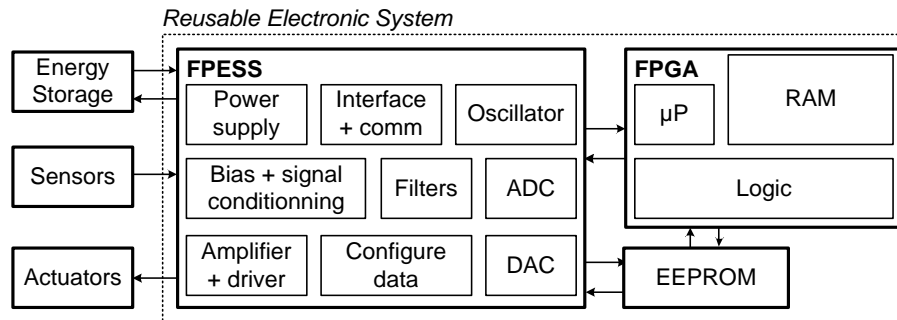 Reusable Electronic System
Energy
Storage
Sensors
Actuators
FPESS
Power
supply
Interface
+ comm
Oscillator
Bias + signal
conditionning
Filters
ADC
Amplifier
+ driver
Configure
data
DAC
FPGA
µP
RAM
Logic
EEPROM